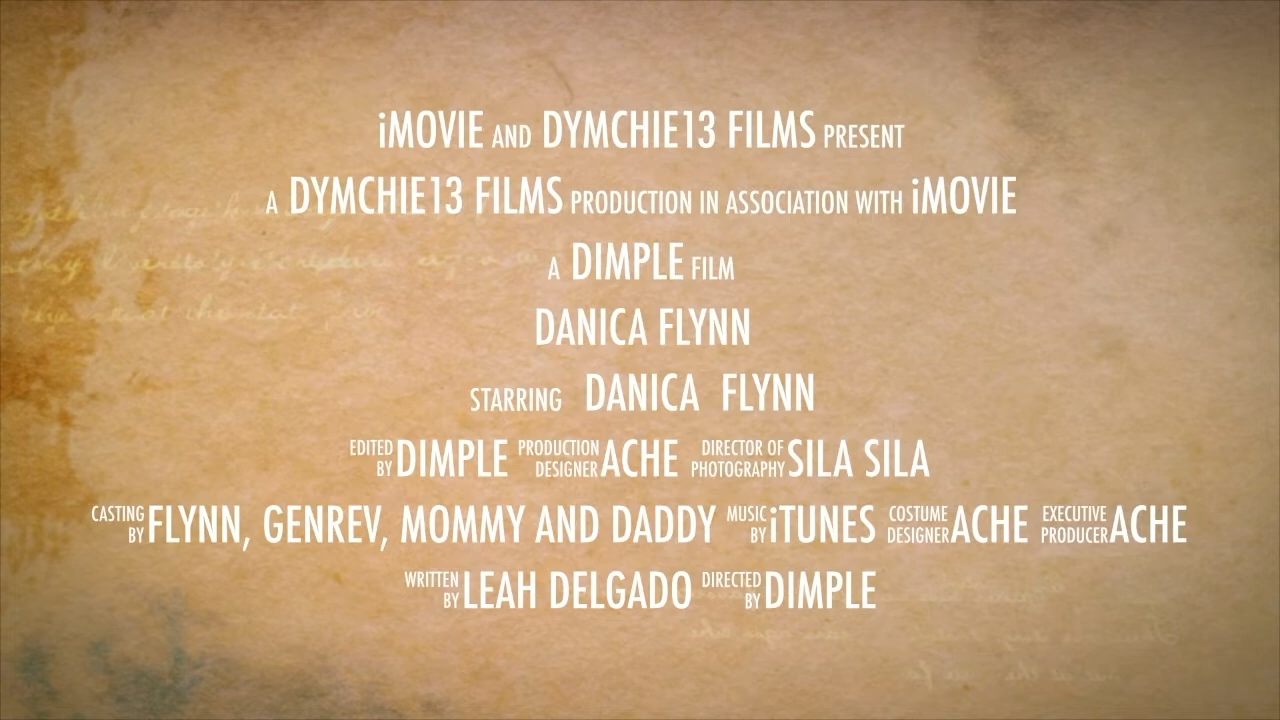 iMOVIE AND DYMCHIE13 FILMS PRESENT
A DYMCHIE13 FILMS PRODUCTION IN ASSOCIATION WITH iMOVIE
A DIMPLE FILM
DANICA FLYNN
STARRING DANICA FLYNN
EDITED BY DIMPLE PRODUCTION DESIGNER ACHE DIRECTOR OF PHOTOGRAPHY SILA SILA
CASTING BY FLYNN, GENREV, MOMMY AND DADDY MUSIC BY iTUNES COSTUME DESIGNER ACHE EXECUTIVE PRODUCER ACHE
WRITTEN BY LEAH DELGADO DIRECTED BY DIMPLE